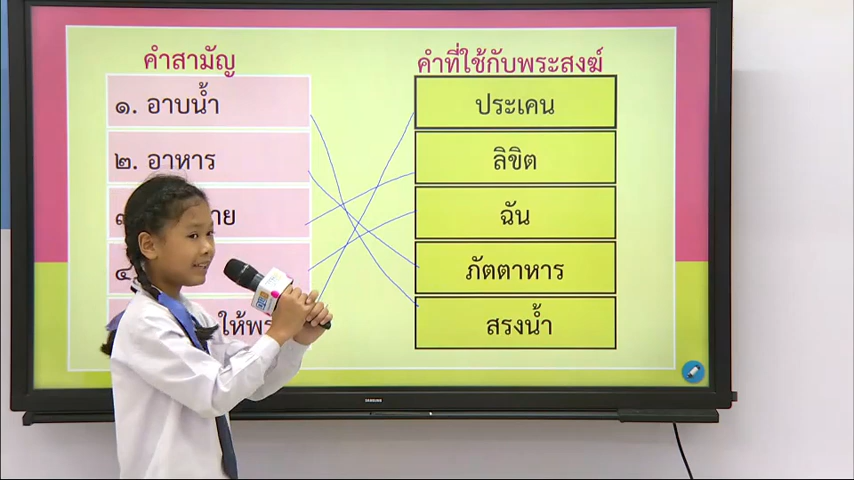 คำสามัญ
คำที่ใช้กับพระสงฆ์
๑. อาบน้ำ
ประเคน
๒. อาหาร
ลิขิต
ฉัน
ภัตตาหาร
สรงน้ำ
SAMSUNG